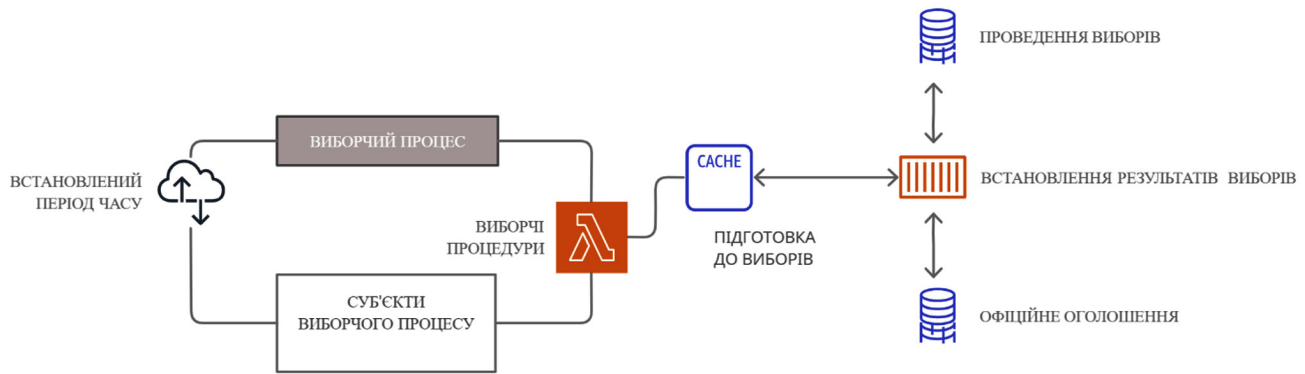 ПРОВЕДЕННЯ ВИБОРІВ
ВИБОРЧИЙ ПРОЦЕС
CACHE
ВСТАНОВЛЕНИЙ
ПЕРІОД ЧАСУ
ВСТАНОВЛЕННЯ РЕЗУЛЬТАТІВ ВИБОРІВ
ВИБОРЧІ
ПРОЦЕДУРИ
ПІДГОТОВКА
ДО ВИБОРІВ
СУБ'ЄКТИ
ВИБОРЧОГО ПРОЦЕСУ
ОФІЦІЙНЕ ОГОЛОШЕННЯ